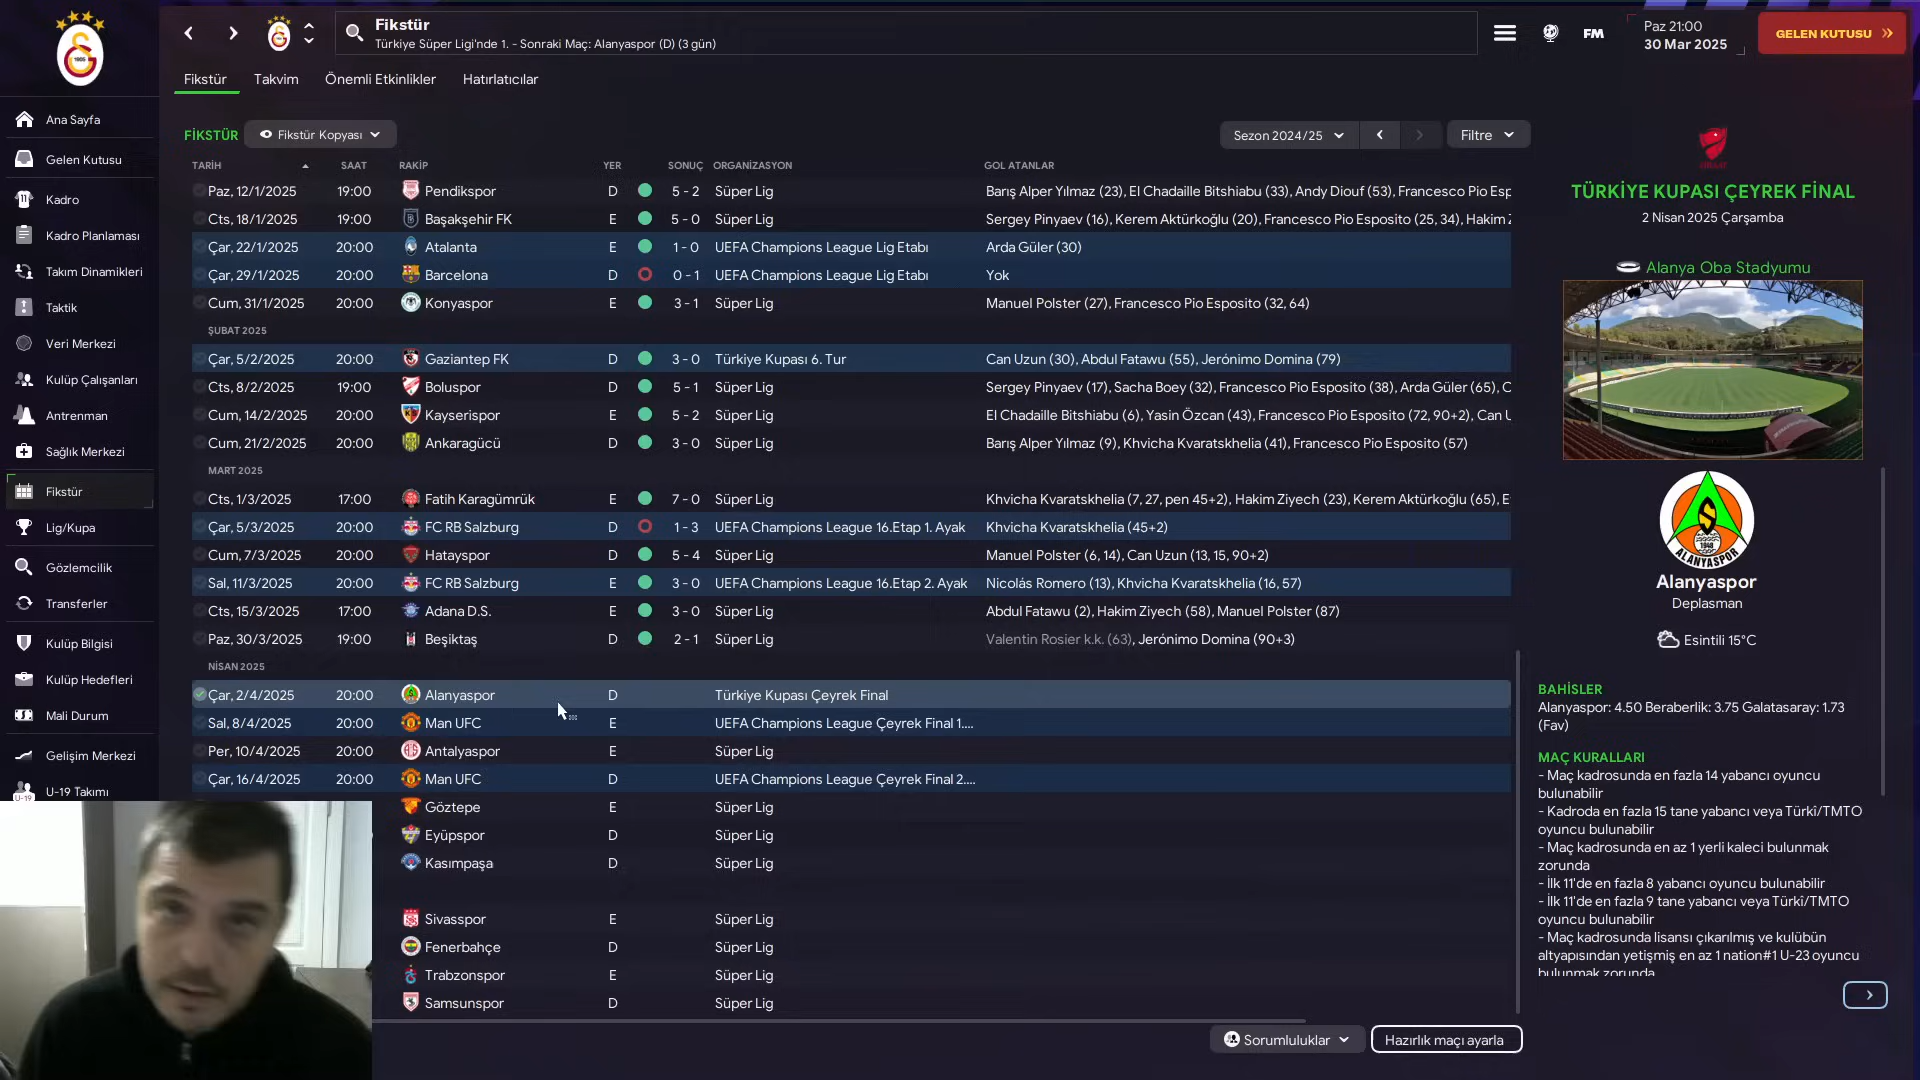 Fikstür
Türkiye Süper Ligi'nde 1. - Sonraki Maç: Alanyaspor (D) (3 gün)
FM
Paz 21:00
30 Mar 2025
GELEN KUTUSU
Fikstür Takvim Önemli Etkinlikler Hatırlatıcılar
Ana Sayfa
Gelen Kutusu
Kadro
Kadro Planlaması
Takım Dinamikleri
Taktik
Veri Merkezi
Kulüp Çalışanları
Antrenman
Sağlık Merkezi
Fikstür
Lig/Kupa
Gözlemcilik
Transferler
Kulüp Bilgisi
Kulüp Hedefleri
Mali Durum
Gelişim Merkezi
U-19 Takımı
FİKSTÜR Fikstür Kopyası Sezon 2024/25 Filtre
TARİH SAAT RAKİP YER SONUÇ ORGANİZASYON GOL ATANLAR
Paz, 12/1/2025 19:00 Pendikspor D 5 - 2 Süper Lig Barış Alper Yılmaz (23), El Chadaille Bitshiabu (33), Andy Diouf (53), Francesco Pio Esp
Cts, 18/1/2025 19:00 Başakşehir FK E 5 - 0 Süper Lig Sergey Pinyaev (16), Kerem Aktürkoğlu (20), Francesco Pio Esposito (25, 34), Hakim Z
Çar, 22/1/2025 20:00 Atalanta E 1 - 0 UEFA Champions League Lig Etabı Arda Güler (30)
Çar, 29/1/2025 20:00 Barcelona D 0 - 1 UEFA Champions League Lig Etabı Yok
Cum, 31/1/2025 20:00 Konyaspor E 3 - 1 Süper Lig Manuel Polster (27), Francesco Pio Esposito (32, 64)
ŞUBAT 2025
Çar, 5/2/2025 20:00 Gaziantep FK D 3 - 0 Türkiye Kupası 6. Tur Can Uzun (30), Abdul Fatawu (55), Jerónimo Domina (79)
Cts, 8/2/2025 19:00 Boluspor D 5 - 1 Süper Lig Sergey Pinyaev (17), Sacha Boey (32), Francesco Pio Esposito (38), Arda Güler (65), C
Cum, 14/2/2025 20:00 Kayserispor E 5 - 2 Süper Lig El Chadaille Bitshiabu (6), Yasin Özcan (43), Francesco Pio Esposito (72, 90+2), Can U
Cum, 21/2/2025 20:00 Ankaragücü D 3 - 0 Süper Lig Barış Alper Yılmaz (9), Khvicha Kvaratskhelia (41), Francesco Pio Esposito (57)
MART 2025
Cts, 1/3/2025 17:00 Fatih Karagümrük E 7 - 0 Süper Lig Khvicha Kvaratskhelia (7, 27, pen 45+2), Hakim Ziyech (23), Kerem Aktürkoğlu (65), E
Çar, 5/3/2025 20:00 FC RB Salzburg D 1 - 3 UEFA Champions League 16.Etap 1. Ayak Khvicha Kvaratskhelia (45+2)
Cum, 7/3/2025 20:00 Hatayspor D 5 - 4 Süper Lig Manuel Polster (6, 14), Can Uzun (13, 15, 90+2)
Sal, 11/3/2025 20:00 FC RB Salzburg E 3 - 0 UEFA Champions League 16.Etap 2. Ayak Nicolás Romero (13), Khvicha Kvaratskhelia (16, 57)
Cts, 15/3/2025 17:00 Adana D.S. E 3 - 0 Süper Lig Abdul Fatawu (2), Hakim Ziyech (58), Manuel Polster (87)
Paz, 30/3/2025 19:00 Beşiktaş D 2 - 1 Süper Lig Valentin Rosier k.k. (63), Jerónimo Domina (90+3)
NİSAN 2025
Çar, 2/4/2025 20:00 Alanyaspor D Türkiye Kupası Çeyrek Final
Sal, 8/4/2025 20:00 Man UFC E UEFA Champions League Çeyrek Final 1....
Per, 10/4/2025 20:00 Antalyaspor E Süper Lig
Çar, 16/4/2025 20:00 Man UFC D UEFA Champions League Çeyrek Final 2....
Göztepe E Süper Lig
Eyüpspor D Süper Lig
Kasımpaşa D Süper Lig
Sivasspor E Süper Lig
Fenerbahçe D Süper Lig
Trabzonspor E Süper Lig
Samsunspor D Süper Lig
Sorumluluklar Hazırlık maçı ayarla
TÜRKİYE KUPASI ÇEYREK FİNAL
2 Nisan 2025 Çarşamba
Alanya Oba Stadyumu
ALANYASPOR
1948
Alanyaspor
Deplasman
Esintili 15°C
BAHİSLER
Alanyaspor: 4.50 Beraberlik: 3.75 Galatasaray: 1.73
(Fav)
MAÇ KURALLARI
- Maç kadrosunda en fazla 14 yabancı oyuncu
bulunabilir
- Kadroda en fazla 15 tane yabancı veya Türkî/TMTO
oyuncu bulunabilir
- Maç kadrosunda en az 1 yerli kaleci bulunmak
zorunda
- İlk 11'de en fazla 8 yabancı oyuncu bulunabilir
- İlk 11'de en fazla 9 tane yabancı veya Türkî/TMTO
oyuncu bulunabilir
- Maç kadrosunda lisansı çıkarılmış ve kulübün
altyapısından yetişmiş en az 1 nation#1 U-23 oyuncu
bulunmak zorunda